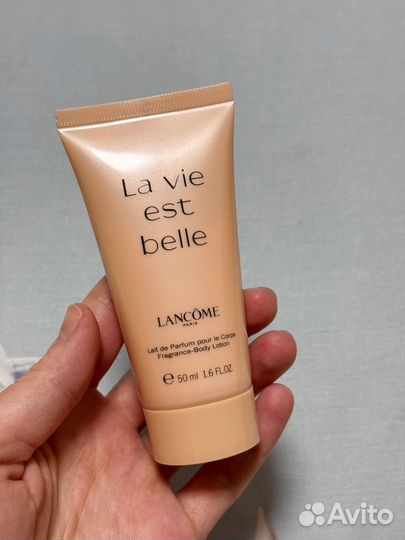 La vie
est
belle
LANCÔME
PARIS
Lait de Parfum pour le Corps
Fragrance-Body Lotion
℮ 50 ml 1.6 FL.OZ.
Avito